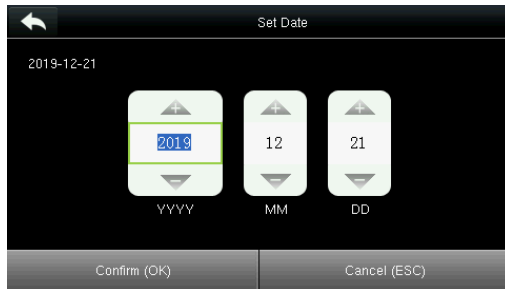 Set Date
2019-12-21
2019 12 21
YYYY MM DD
Confirm (OK) Cancel (ESC)